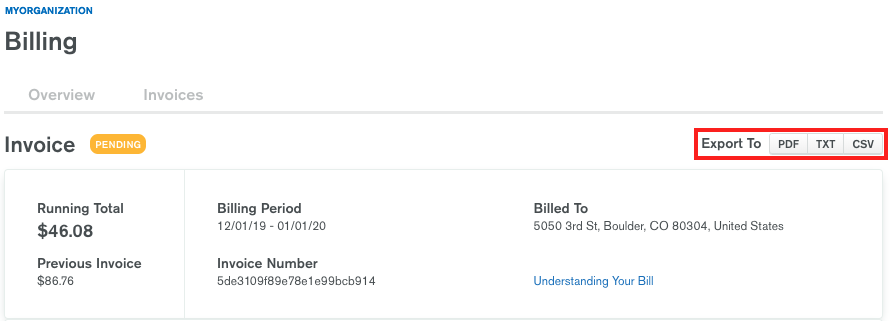 MYORGANIZATION
Billing
Overview Invoices
Invoice PENDING Export To PDF TXT CSV
Running Total Billing Period Billed To
$46.08 12/01/19 - 01/01/20 5050 3rd St, Boulder, CO 80304, United States
Previous Invoice Invoice Number
$86.76 5de3109f89e78e1e99bcb914 Understanding Your Bill